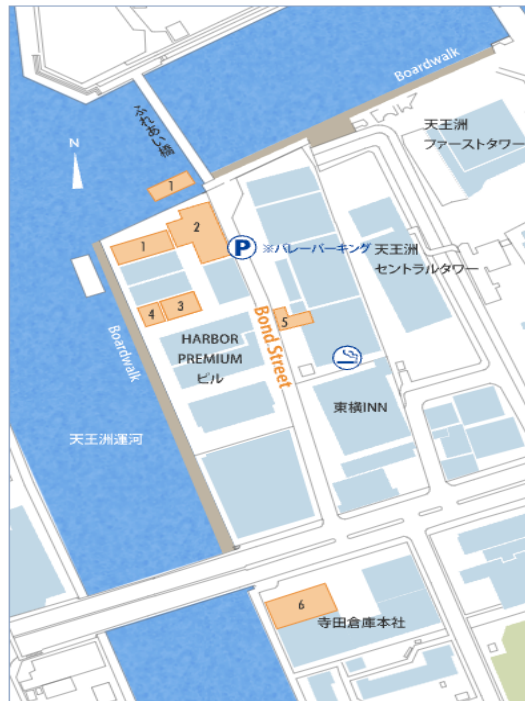 Boardwalk
ふれあい橋
天王洲
ファーストタワー
N
1
2
1
P
※バレーパーキング
天王洲
セントラルタワー
4
3
5
Bond Street
Boardwalk
HARBOR
PREMIUM
ビル
東横INN
天王洲運河
6
寺田倉庫本社